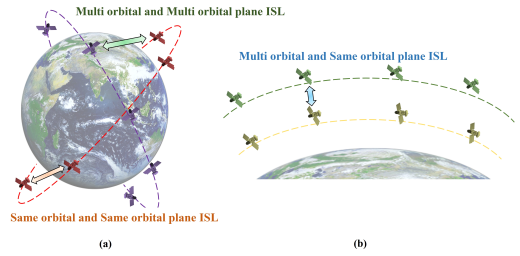 Multi orbital and Multi orbital plane ISL
Multi orbital and Same orbital plane ISL
Same orbital and Same orbital plane ISL
(a)
(b)